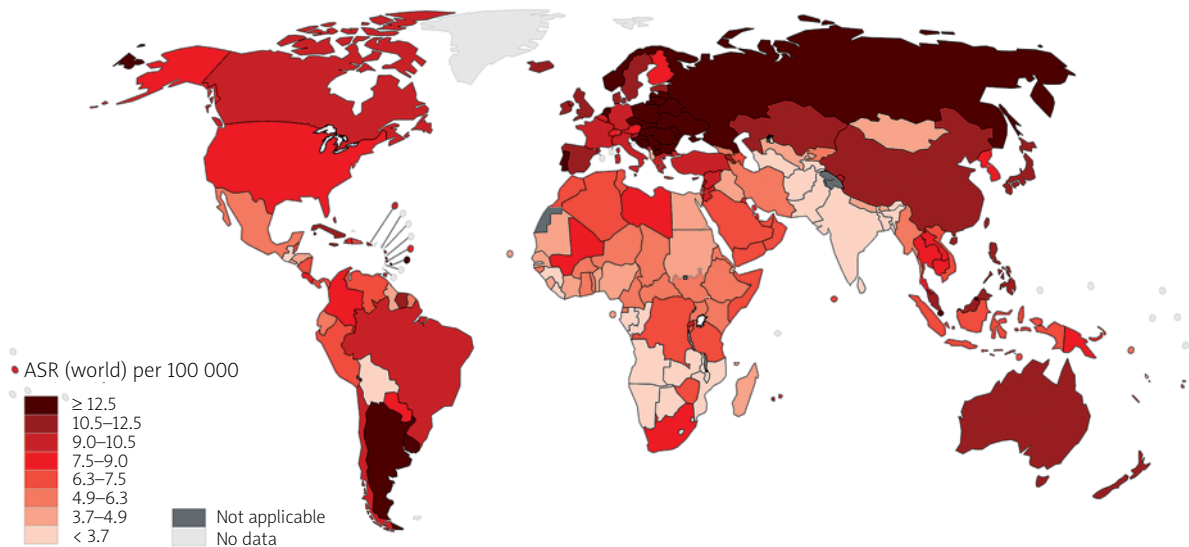 ASR (world) per 100 000
≥ 12.5
10.5–12.5
9.0–10.5
7.5–9.0
6.3–7.5
4.9–6.3
3.7–4.9
< 3.7
Not applicable
No data